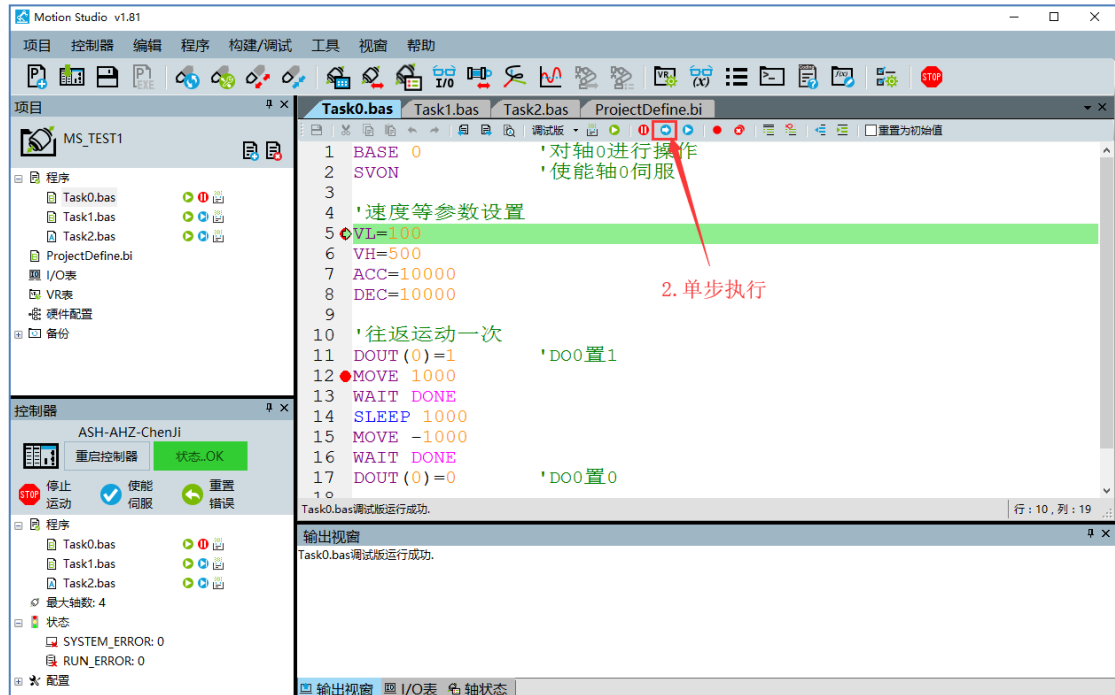 Motion Studio v1.81
项目 控制器 编辑 程序 构建/调试 工具 视窗 帮助
P EXE I/O VR (x) f(x) STOP
项目
MS_TEST1
程序
Task0.bas
Task1.bas
Task2.bas
ProjectDefine.bi
I/O表
VR表
硬件配置
备份
控制器
ASH-AHZ-ChenJi
重启控制器 状态..OK
STOP 停止运动 使能伺服 重置错误
程序
Task0.bas
Task1.bas
Task2.bas
最大轴数: 4
状态
SYSTEM_ERROR: 0
RUN_ERROR: 0
配置
Task0.bas Task1.bas Task2.bas ProjectDefine.bi
调试版 重置为初始值
1 BASE 0 '对轴0进行操作
2 SVON '使能轴0伺服
3
4 '速度等参数设置
5 VL=100
6 VH=500
7 ACC=10000
8 DEC=10000
9
10 '往返运动一次
11 DOUT(0)=1 'DO0置1
12 MOVE 1000
13 WAIT DONE
14 SLEEP 1000
15 MOVE -1000
16 WAIT DONE
17 DOUT(0)=0 'DO0置0
18
2.单步执行
Task0.bas调试版运行成功.
行 : 10 , 列 : 19
输出视窗
Task0.bas调试版运行成功.
输出视窗 I/O表 轴状态